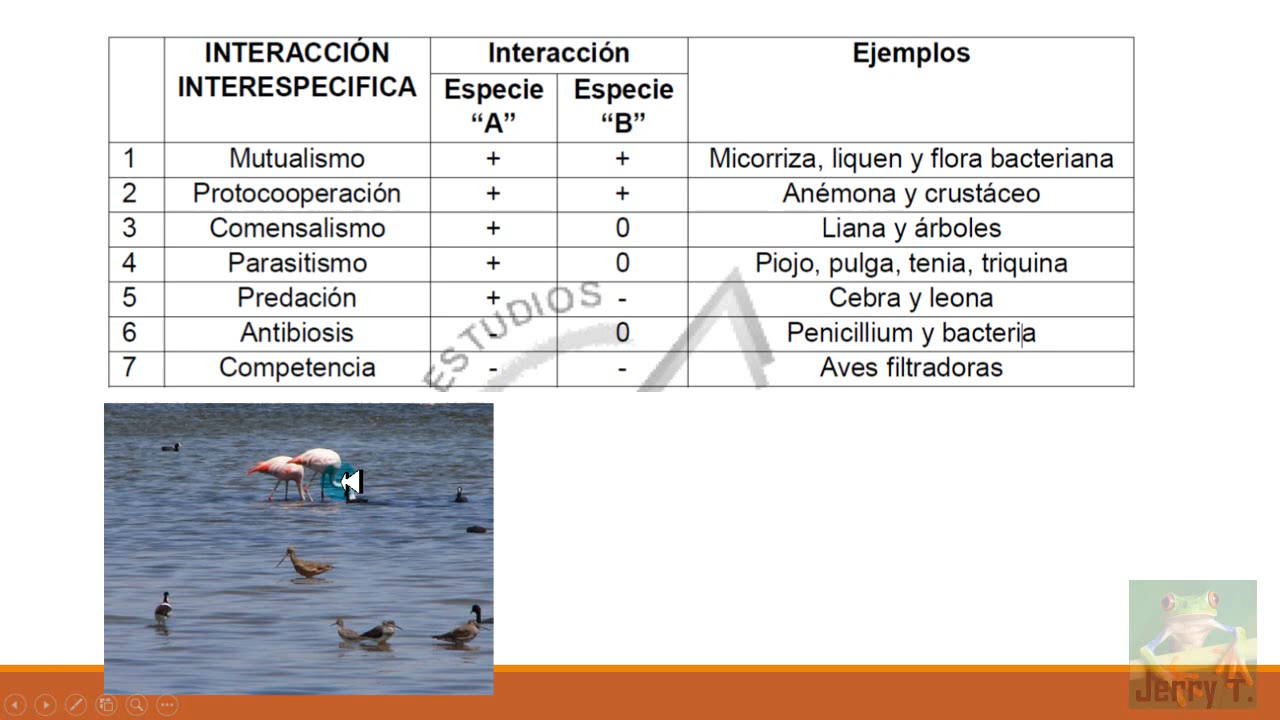 INTERACCIÓN INTERESPECIFICA Interacción Ejemplos
Especie “A” Especie “B”
1 Mutualismo + + Micorriza, liquen y flora bacteriana
2 Protocooperación + + Anémona y crustáceo
3 Comensalismo + 0 Liana y árboles
4 Parasitismo + 0 Piojo, pulga, tenia, triquina
5 Predación + - Cebra y leona
6 Antibiosis - 0 Penicillium y bacteria
7 Competencia - - Aves filtradoras
ESTUDIOS
Jerry T.